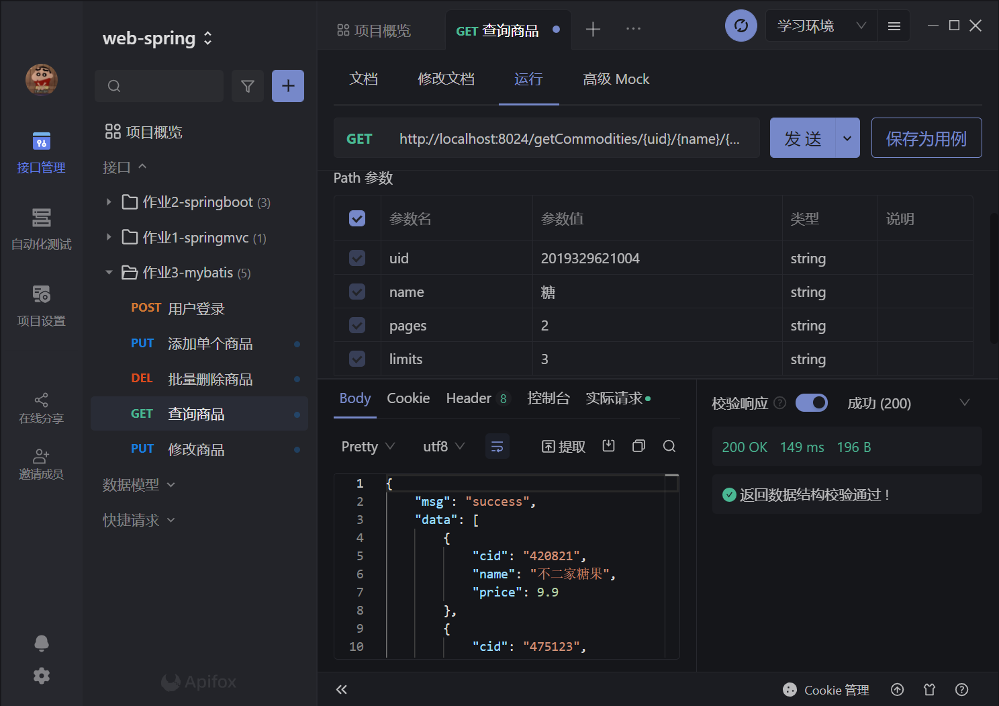 web-spring
项目概览
GET 查询商品
学习环境
接口管理
自动化测试
项目设置
在线分享
邀请成员
项目概览
接口
作业2-springboot (3)
作业1-springmvc (1)
作业3-mybatis (5)
POST 用户登录
PUT 添加单个商品
DEL 批量删除商品
GET 查询商品
PUT 修改商品
数据模型
快捷请求
Apifox
文档 修改文档 运行 高级 Mock
GET http://localhost:8024/getCommodities/{uid}/{name}/{...
发 送
保存为用例
Path 参数
参数名 参数值 类型 说明
uid 2019329621004 string
name 糖 string
pages 2 string
limits 3 string
Body Cookie Header 8 控制台 实际请求
Pretty utf8 提取
1 {
2 "msg": "success",
3 "data": [
4 {
5 "cid": "420821",
6 "name": "不二家糖果",
7 "price": 9.9
8 },
9 {
10 "cid": "475123",
校验响应 ? 成功 (200)
200 OK 149 ms 196 B
返回数据结构校验通过！
Cookie 管理